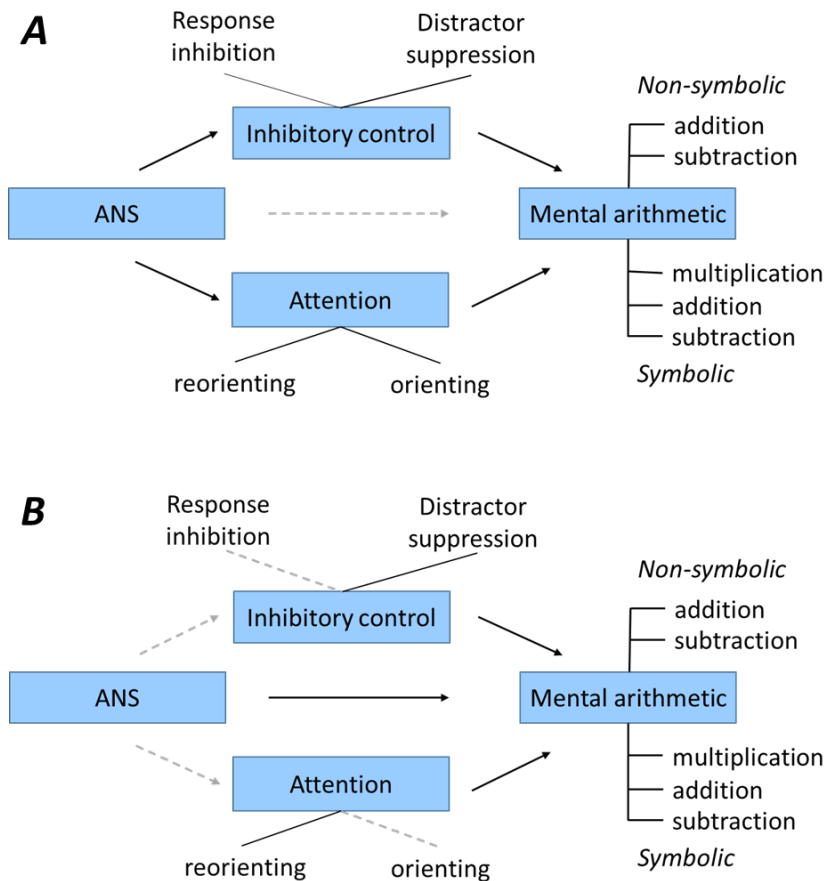 A
Response
inhibition
Distractor
suppression
Non-symbolic
Inhibitory control
addition
subtraction
ANS
Mental arithmetic
Attention
multiplication
addition
subtraction
reorienting
orienting
Symbolic
B
Response
inhibition
Distractor
suppression
Non-symbolic
Inhibitory control
addition
subtraction
ANS
Mental arithmetic
Attention
multiplication
addition
subtraction
reorienting
orienting
Symbolic